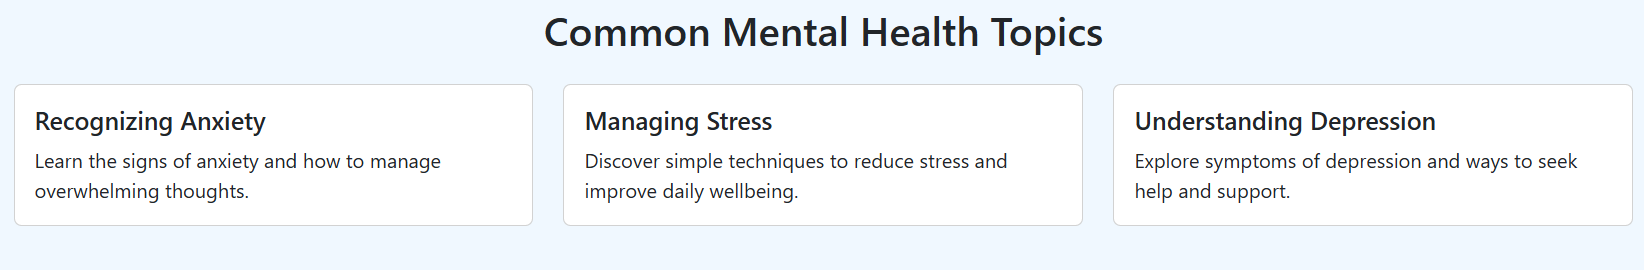 Common Mental Health Topics
Recognizing Anxiety
Learn the signs of anxiety and how to manage
overwhelming thoughts.
Managing Stress
Discover simple techniques to reduce stress and
improve daily wellbeing.
Understanding Depression
Explore symptoms of depression and ways to seek
help and support.